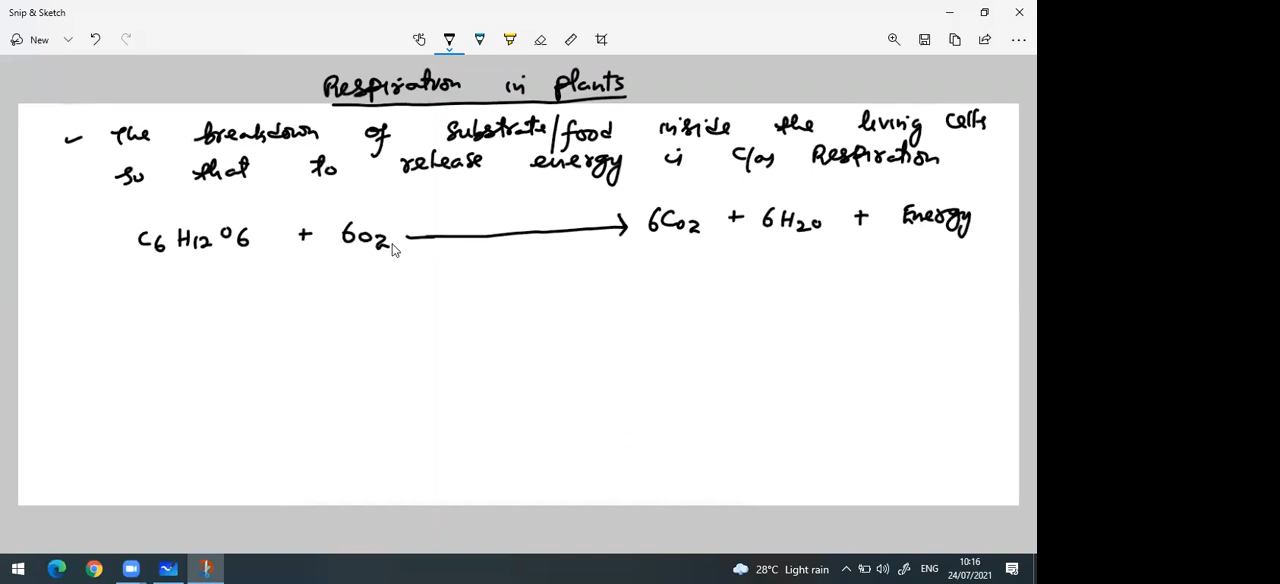 Snip & Sketch
New
Respiration in plants
✓ The breakdown of substrate/food inside the living cells
so that to release energy is c/as Respiration
C6 H12 O6 + 6O2 ⟶ 6CO2 + 6H2O + Energy
28°C Light rain ENG 10:16
24/07/2021